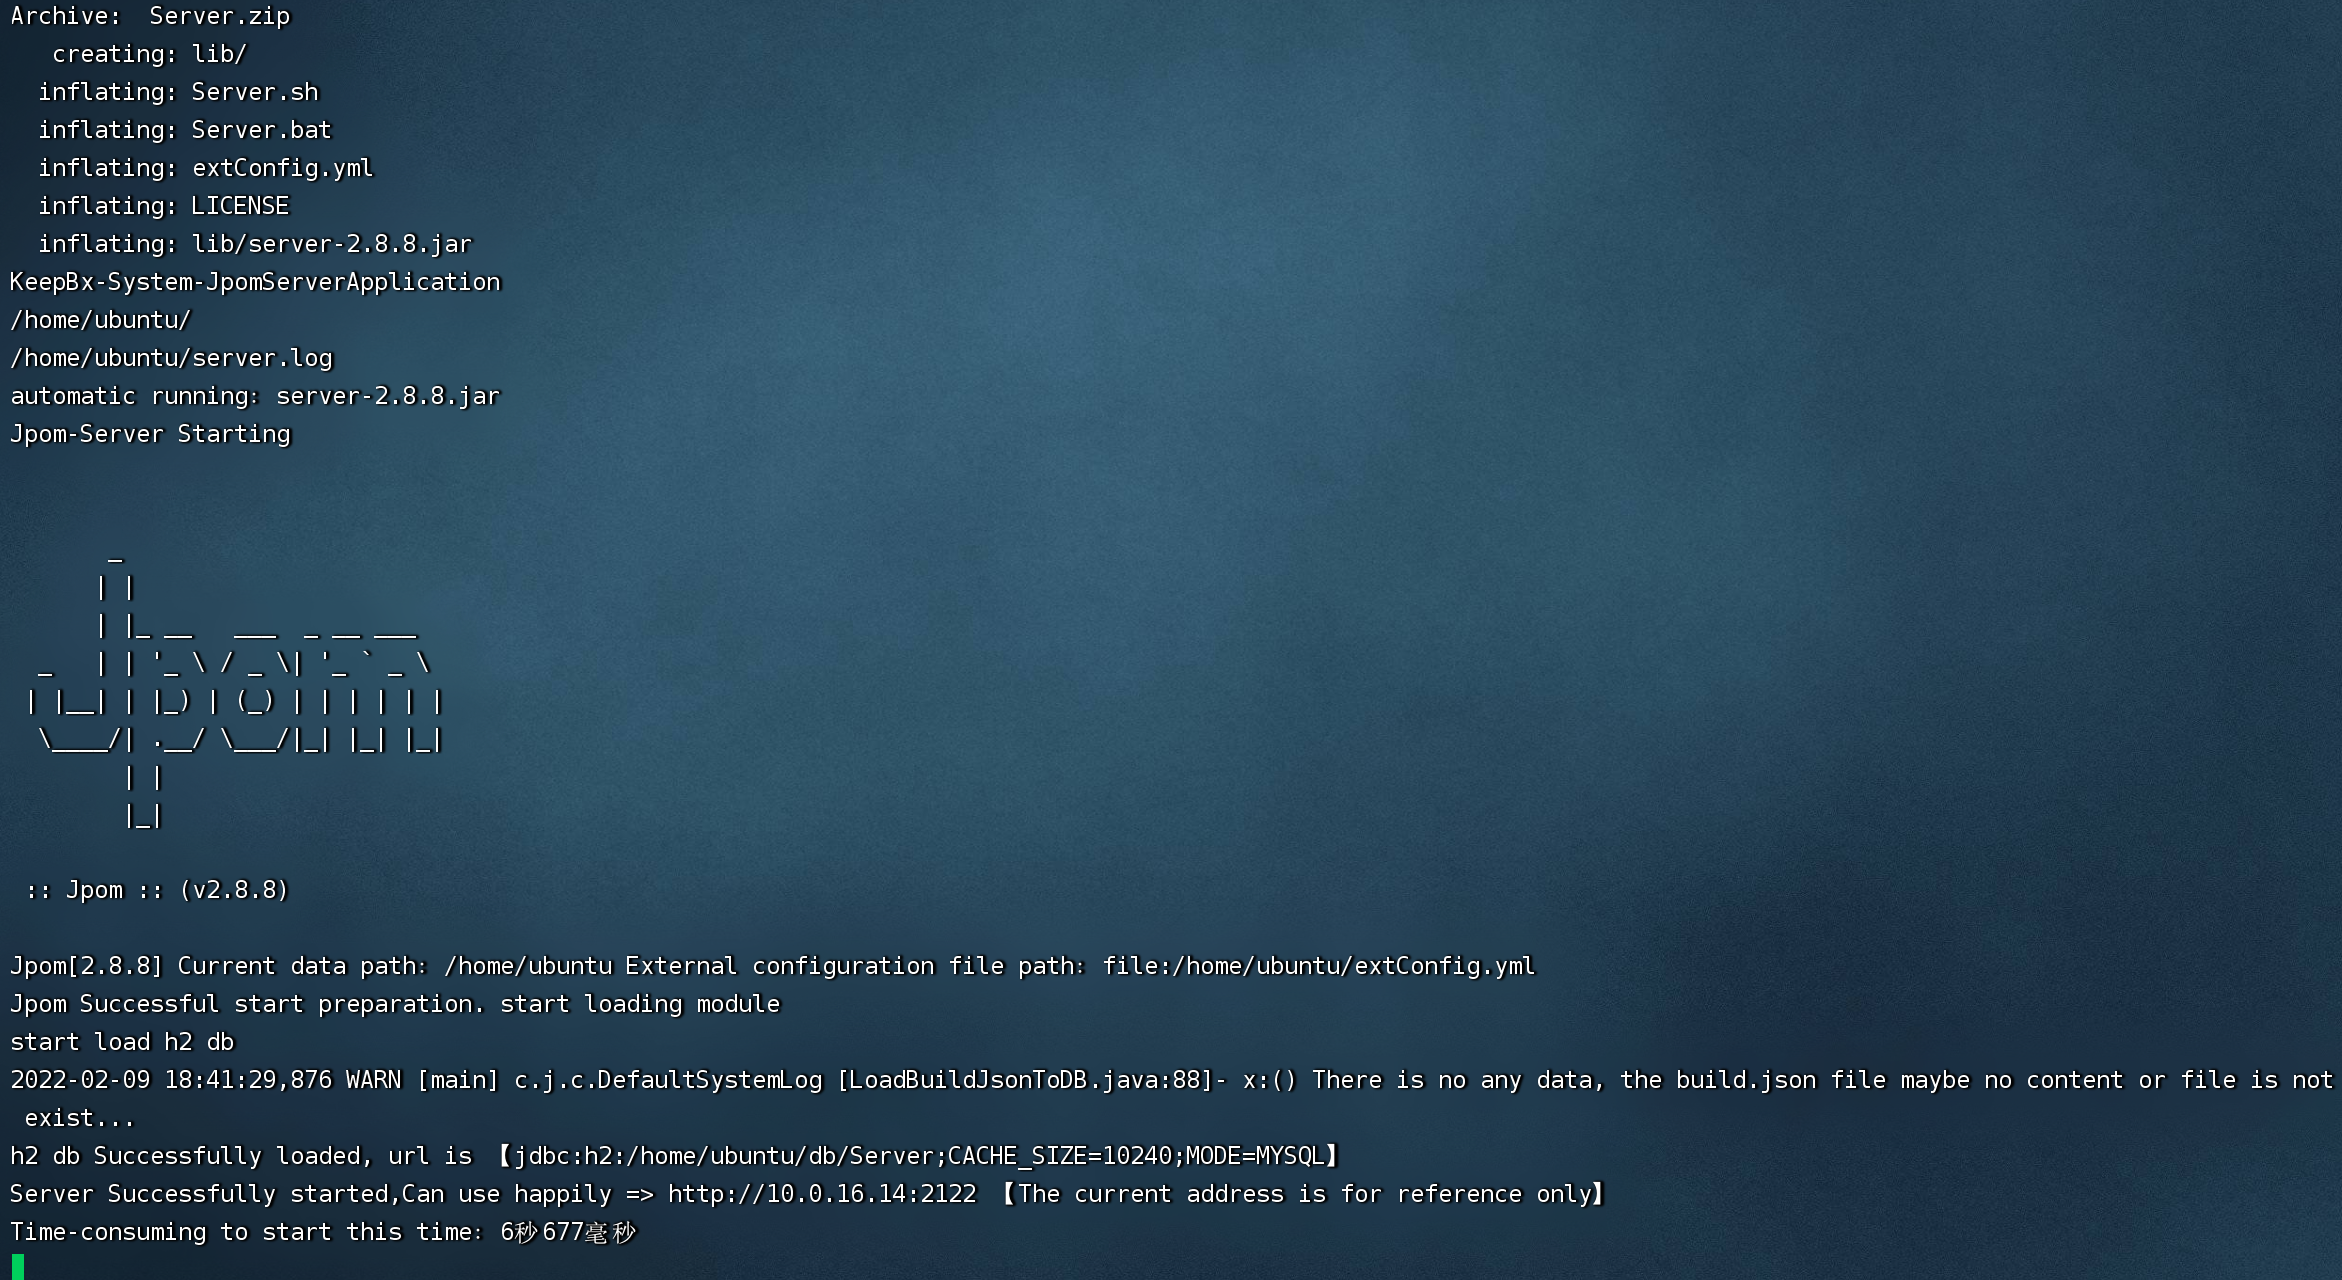 Archive:  Server.zip
   creating: lib/
  inflating: Server.sh
  inflating: Server.bat
  inflating: extConfig.yml
  inflating: LICENSE
  inflating: lib/server-2.8.8.jar
KeepBx-System-JpomServerApplication
/home/ubuntu/
/home/ubuntu/server.log
automatic running：server-2.8.8.jar
Jpom-Server Starting
       _
      | |
      | |_ __   ___  _ __ ___
  _   | | '_ \ / _ \| '_ ` _ \
 | |__| | |_) | (_) | | | | | |
  \____/| .__/ \___/|_| |_| |_|
        | |
        |_|
 :: Jpom :: (v2.8.8)
Jpom[2.8.8] Current data path：/home/ubuntu External configuration file path：file:/home/ubuntu/extConfig.yml
Jpom Successful start preparation. start loading module
start load h2 db
2022-02-09 18:41:29,876 WARN [main] c.j.c.DefaultSystemLog [LoadBuildJsonToDB.java:88]- x:() There is no any data, the build.json file maybe no content or file is not
 exist...
h2 db Successfully loaded, url is 【jdbc:h2:/home/ubuntu/db/Server;CACHE_SIZE=10240;MODE=MYSQL】
Server Successfully started,Can use happily => http://10.0.16.14:2122 【The current address is for reference only】
Time-consuming to start this time：6秒677毫秒